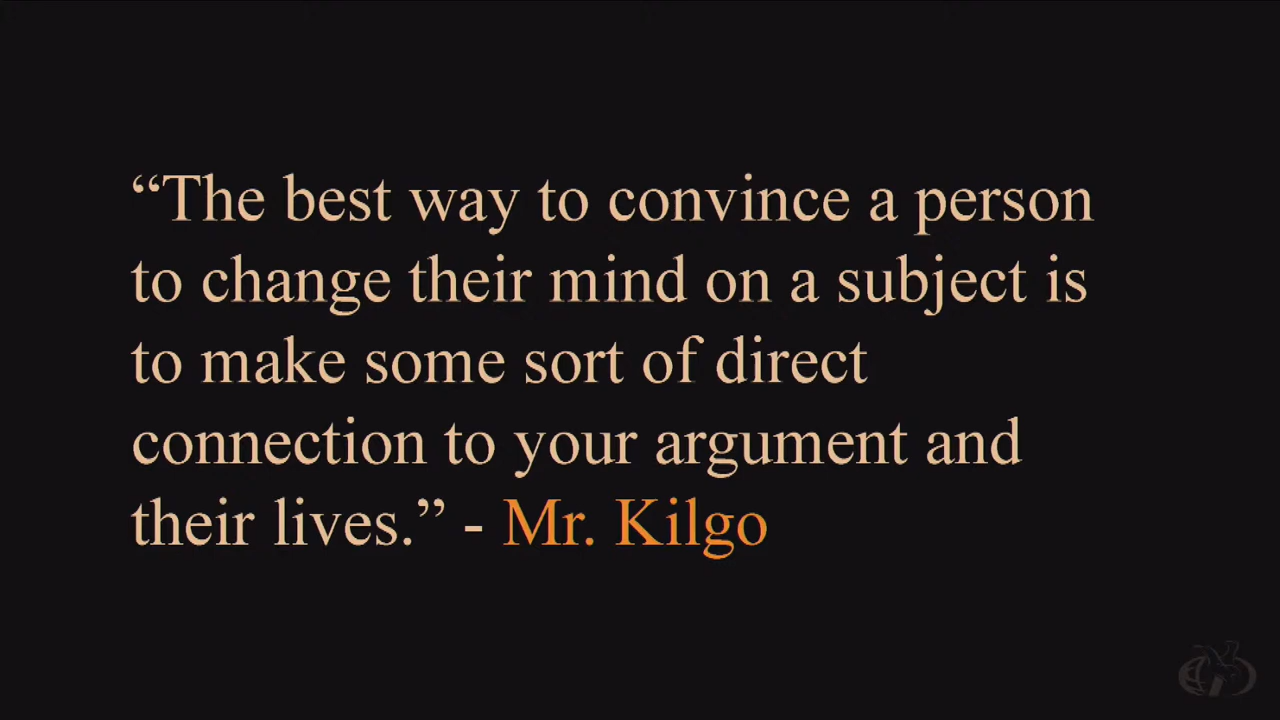 “The best way to convince a person
to change their mind on a subject is
to make some sort of direct
connection to your argument and
their lives.” - Mr. Kilgo